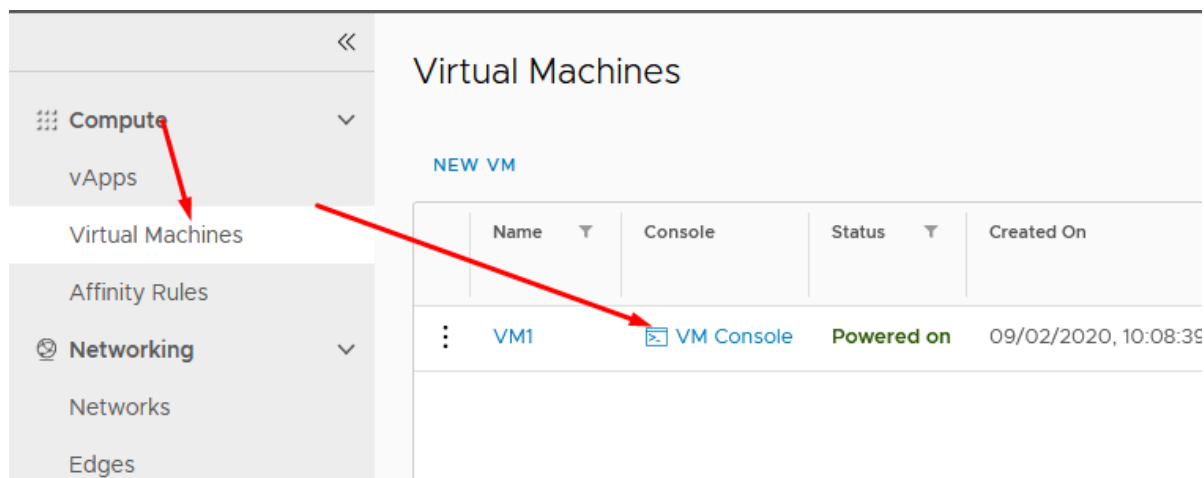 Compute
vApps
Virtual Machines
Affinity Rules
Networking
Networks
Edges
Virtual Machines
NEW VM
Name Console Status Created On
VM1 VM Console Powered on 09/02/2020, 10:08:39